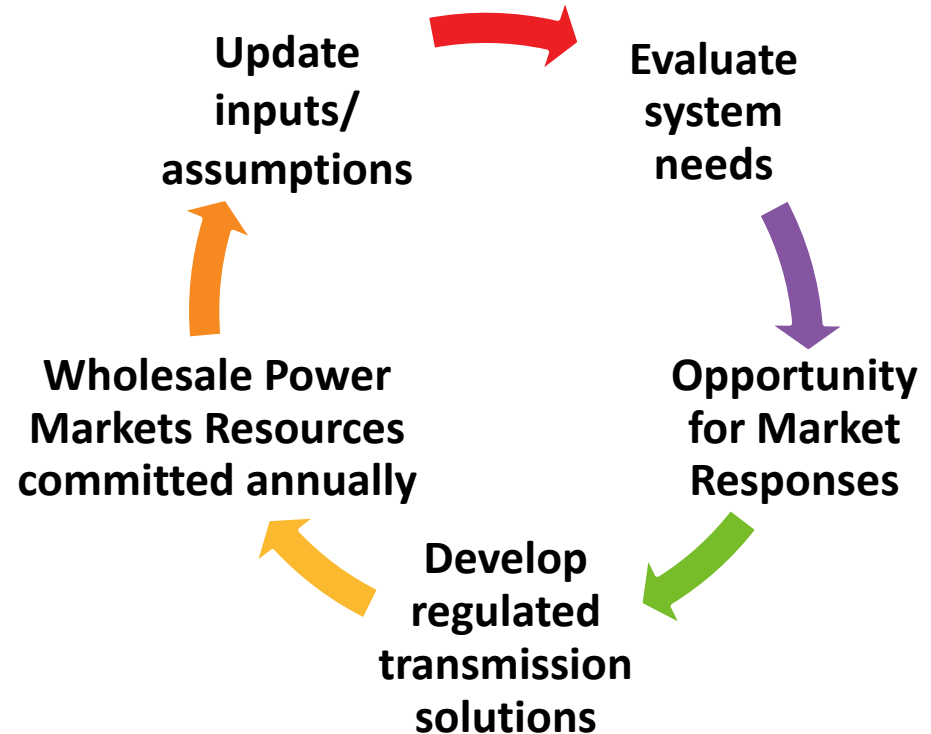 Update
inputs/
assumptions
Evaluate
system
needs
Opportunity
for Market
Responses
Develop
regulated
transmission
solutions
Wholesale Power
Markets Resources
committed annually